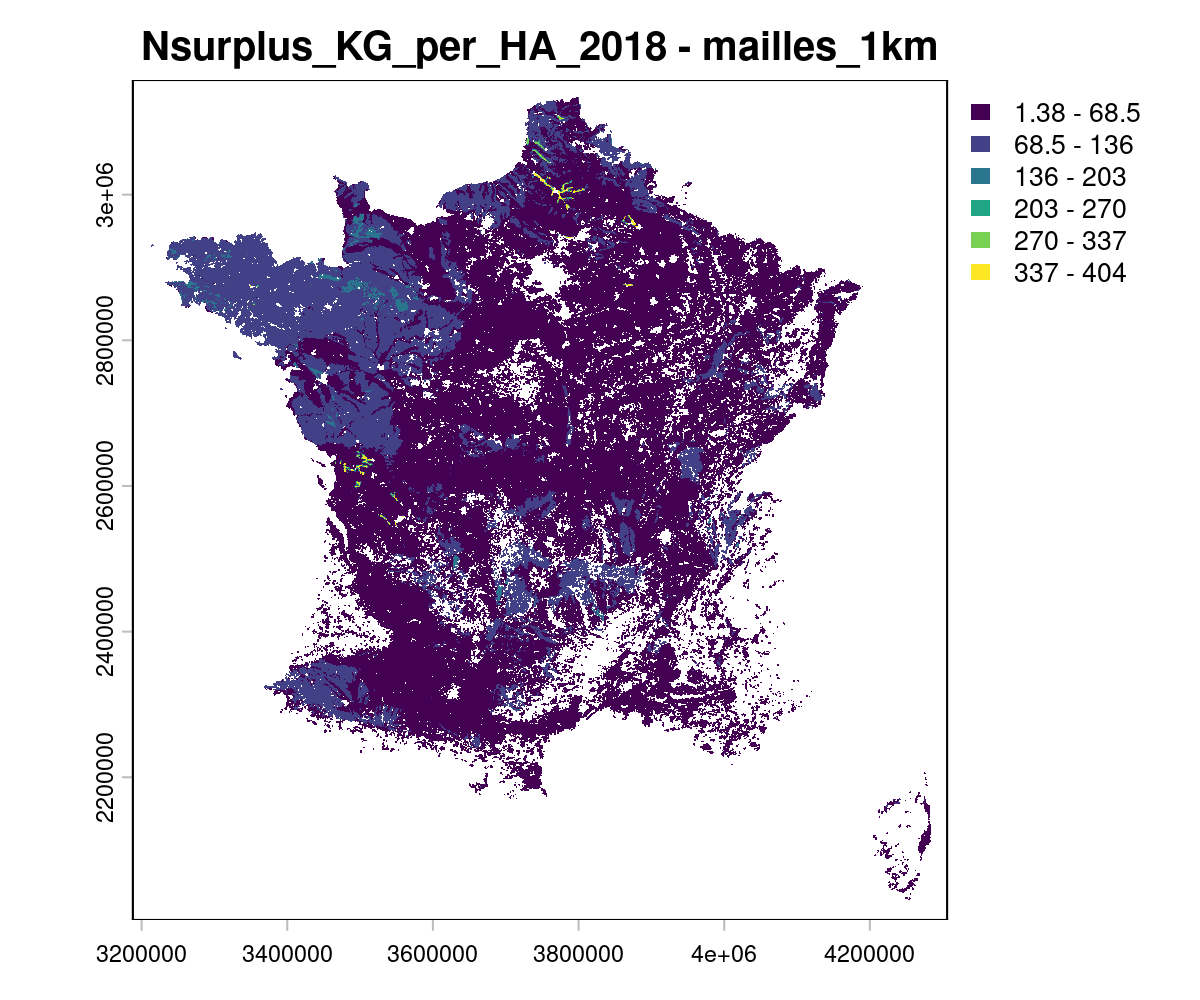 Nsurplus_KG_per_HA_2018 - mailles_1km
1.38 - 68.5
68.5 - 136
136 - 203
203 - 270
270 - 337
337 - 404
3e+06
2800000
2600000
2400000
2200000
3200000 3400000 3600000 3800000 4e+06 4200000